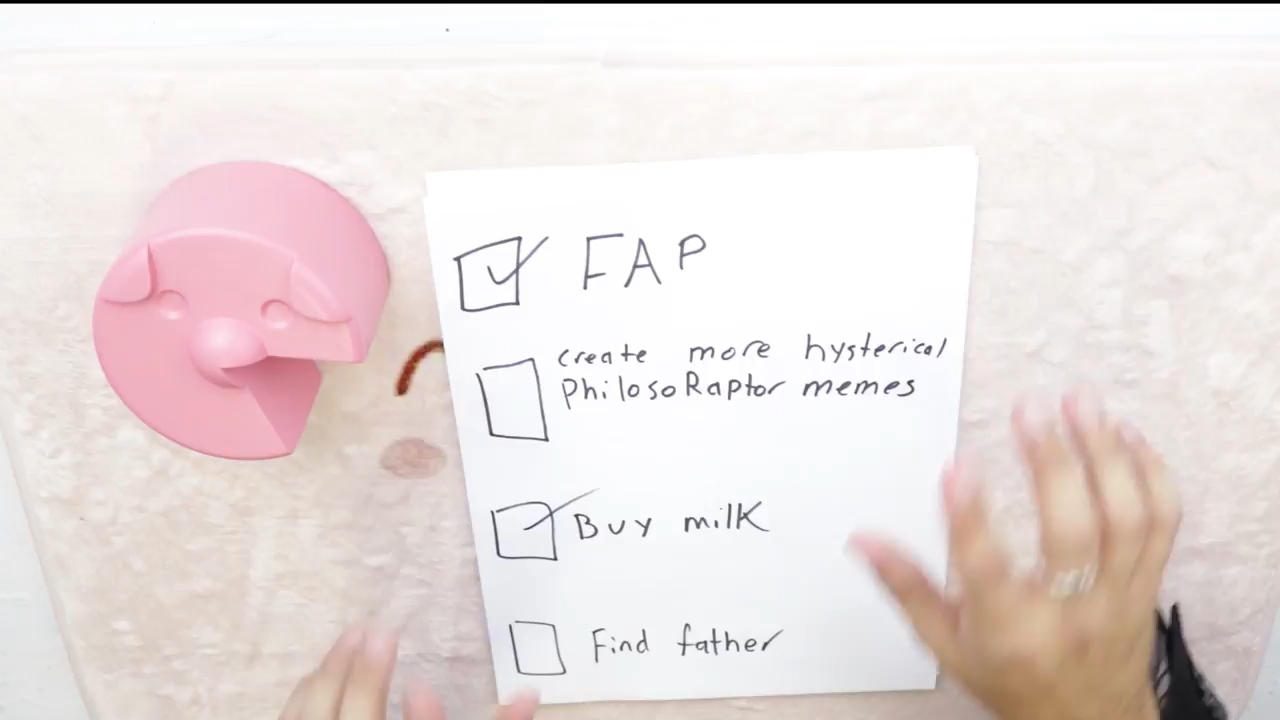 FAP
create more hysterical
PhilosoRaptor memes
Buy milk
Find father